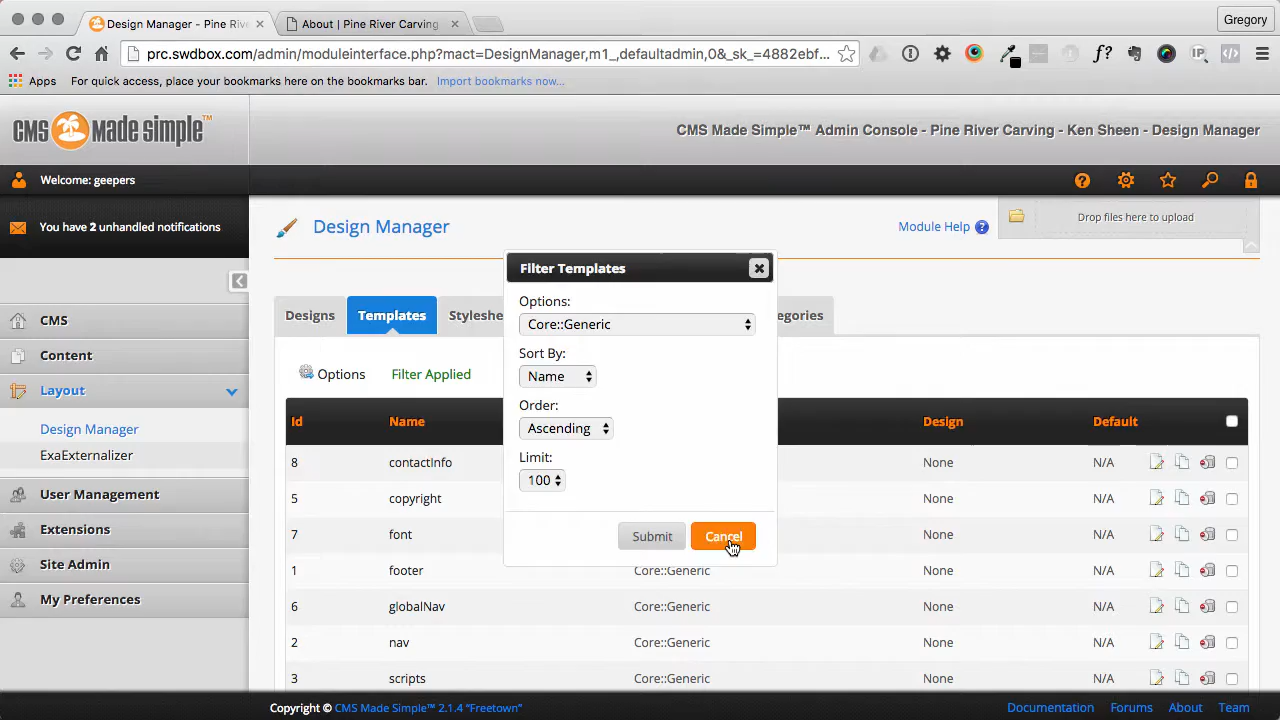 Design Manager - Pine Riv
About | Pine River Carving
Gregory
prc.swdbox.com/admin/moduleinterface.php?mact=DesignManager,m1_,defaultadmin,0&_sk_=4882ebf...
f?
IP
Apps
For quick access, place your bookmarks here on the bookmarks bar.
Import bookmarks now...
CMS made simple™
CMS Made Simple™ Admin Console - Pine River Carving - Ken Sheen - Design Manager
Welcome: geepers
You have 2 unhandled notifications
Design Manager
Module Help
Drop files here to upload
CMS
Content
Layout
Design Manager
ExaExternalizer
User Management
Extensions
Site Admin
My Preferences
Designs
Templates
Styleshe
egories
Options
Filter Applied
Filter Templates
Options:
Core::Generic
Sort By:
Name
Order:
Ascending
Limit:
100
Submit
Cancel
Id Name Design Default
8 contactInfo None N/A
5 copyright None N/A
7 font None N/A
1 footer Core::Generic None N/A
6 globalNav Core::Generic None N/A
2 nav Core::Generic None N/A
3 scripts Core::Generic None N/A
Copyright © CMS Made Simple™ 2.1.4 “Freetown”
Documentation Forums About Team